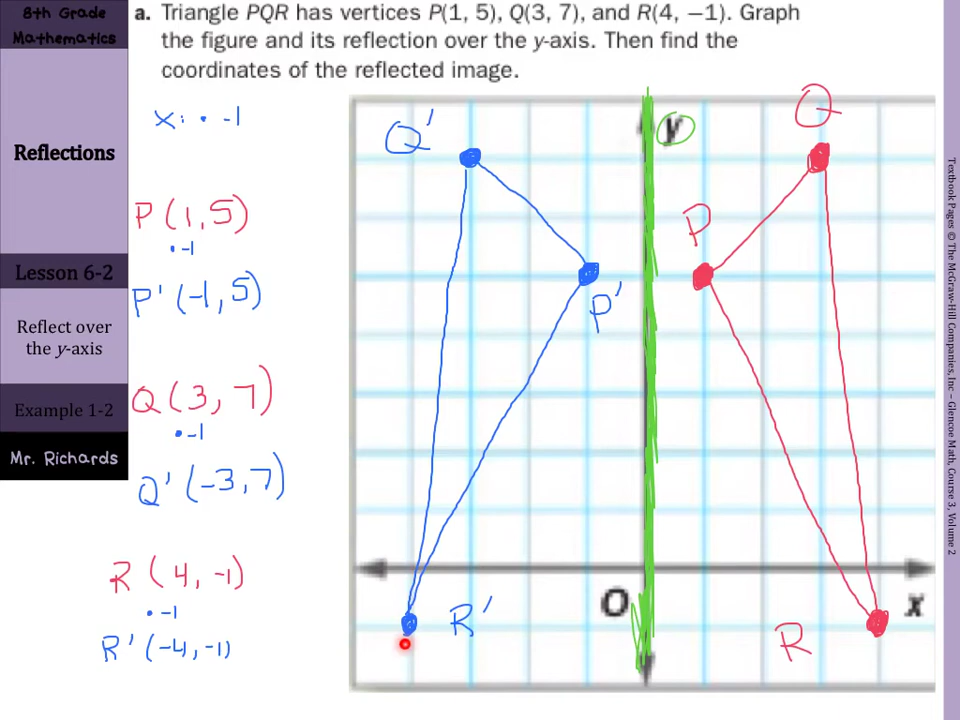 8th Grade
Mathematics
Reflections
Lesson 6-2
Reflect over
the y-axis
Example 1-2
Mr. Richards
a. Triangle PQR has vertices P(1, 5), Q(3, 7), and R(4, −1). Graph
the figure and its reflection over the y-axis. Then find the
coordinates of the reflected image.
x: • -1
P (1, 5)
• -1
P' (-1, 5)
Q (3, 7)
• -1
Q' (-3, 7)
R (4, -1)
• -1
R' (-4, -1)
Q'
y
Q
P
P'
O
x
R'
R
Textbook Pages © The McGraw-Hill Companies, Inc – Glencoe Math, Course 3, Volume 2